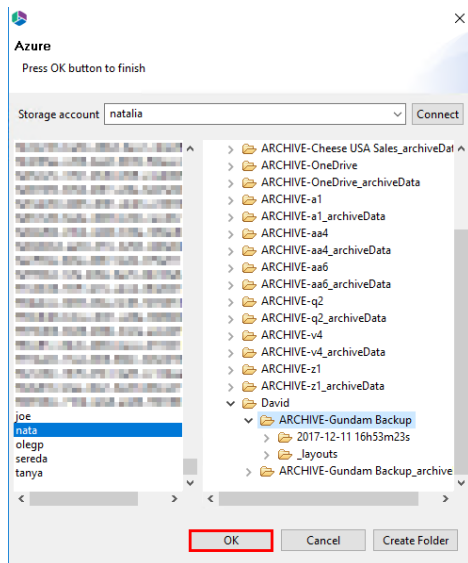 Azure
Press OK button to finish
Storage account natalia Connect
ARCHIVE-Cheese USA Sales_archiveDat
ARCHIVE-OneDrive
ARCHIVE-OneDrive_archiveData
ARCHIVE-a1
ARCHIVE-a1_archiveData
ARCHIVE-aa4
ARCHIVE-aa4_archiveData
ARCHIVE-aa6
ARCHIVE-aa6_archiveData
ARCHIVE-q2
ARCHIVE-q2_archiveData
ARCHIVE-v4
ARCHIVE-v4_archiveData
ARCHIVE-z1
ARCHIVE-z1_archiveData
David
ARCHIVE-Gundam Backup
2017-12-11 16h53m23s
_layouts
ARCHIVE-Gundam Backup_archive
joe
nata
olegp
sereda
tanya
OK Cancel Create Folder